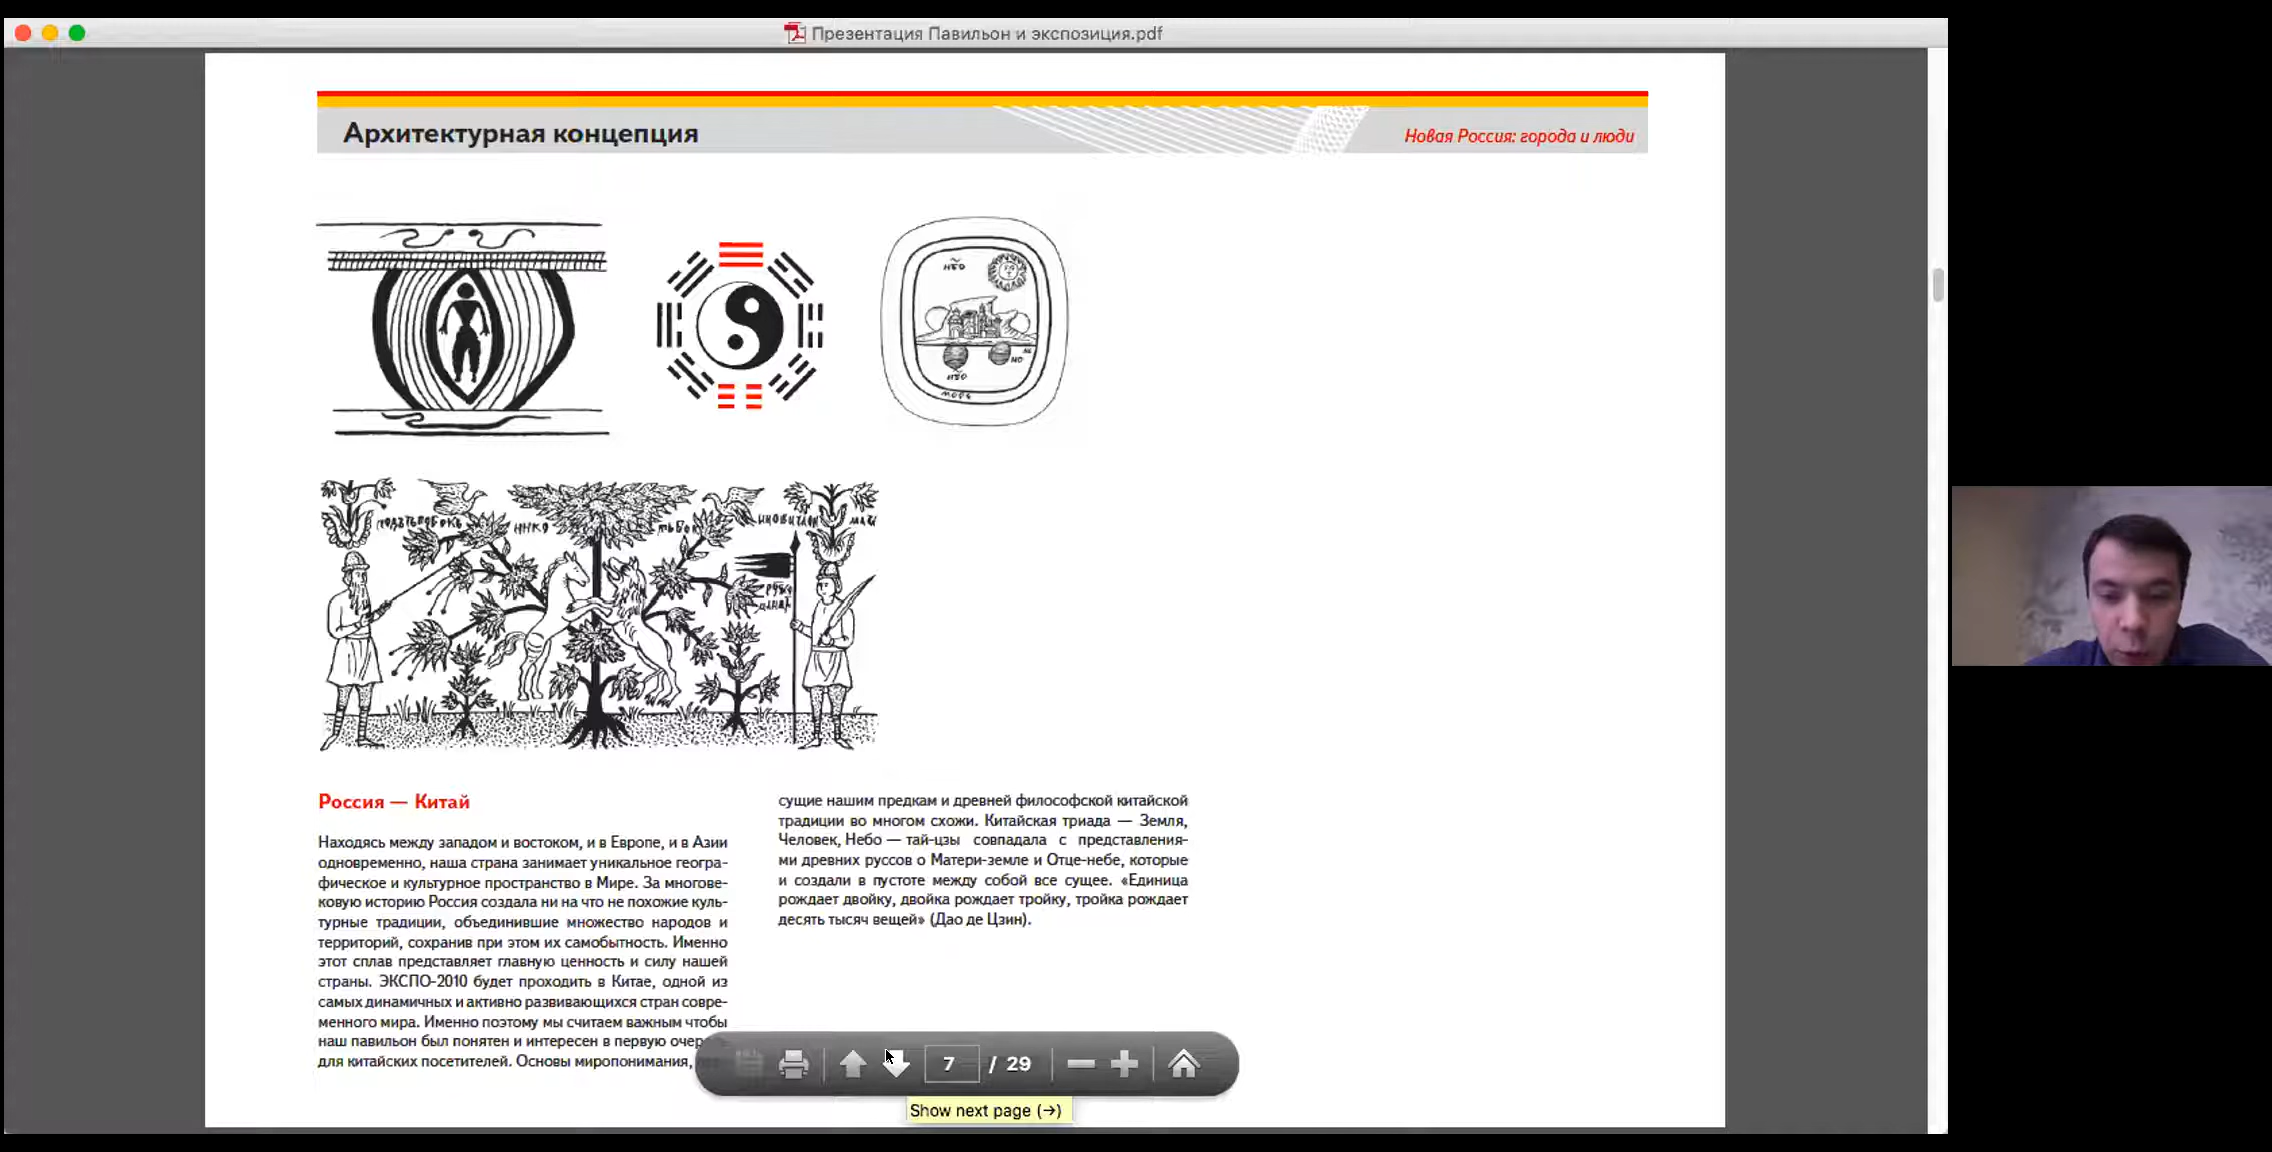 Презентация Павильон и экспозиция.pdf
Архитектурная концепция
Новая Россия: города и люди
Россия — Китай
Находясь между западом и востоком, и в Европе, и в Азии
одновременно, наша страна занимает уникальное геогра-
фическое и культурное пространство в Мире. За многове-
ковую историю Россия создала ни на что не похожие куль-
турные традиции, объединившие множество народов и
территорий, сохранив при этом их самобытность. Именно
этот сплав представляет главную ценность и силу нашей
страны. ЭКСПО-2010 будет проходить в Китае, одной из
самых динамичных и активно развивающихся стран совре-
менного мира. Именно поэтому мы считаем важным чтобы
наш павильон был понятен и интересен в первую
для китайских посетителей. Основы миропонимания,
сущие нашим предкам и древней философской китайской
традиции во многом схожи. Китайская триада — Земля,
Человек, Небо — тай-цзы совпадала с представления-
ми древних руссов о Матери-земле и Отце-небе, которые
и создали в пустоте между собой все сущее. «Единица
рождает двойку, двойка рождает тройку, тройка рождает
десять тысяч вещей» (Дао де Цзин).
7 / 29
Show next page (→)